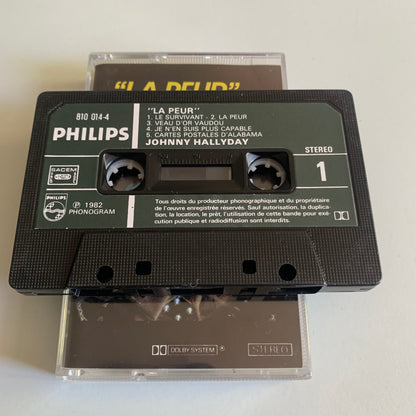 "LA PEUR"
810 014-4
"LA PEUR"
1. LE SURVIVANT - 2. LA PEUR
3. VEAU D'OR VAUDOU
4. JE N'EN SUIS PLUS CAPABLE
5. CARTES POSTALES D'ALABAMA
PHILIPS
JOHNNY HALLYDAY
STEREO
1
SACEM
PHILIPS
℗ 1982
PHONOGRAM
Tous droits du producteur phonographique et du propriétaire
de l'œuvre enregistrée réservés. Sauf autorisation, la duplica-
tion, la location, le prêt, l'utilisation de cette bande pour exé-
cution publique et radiodiffusion sont interdits.
DOLBY SYSTEM ®
STEREO